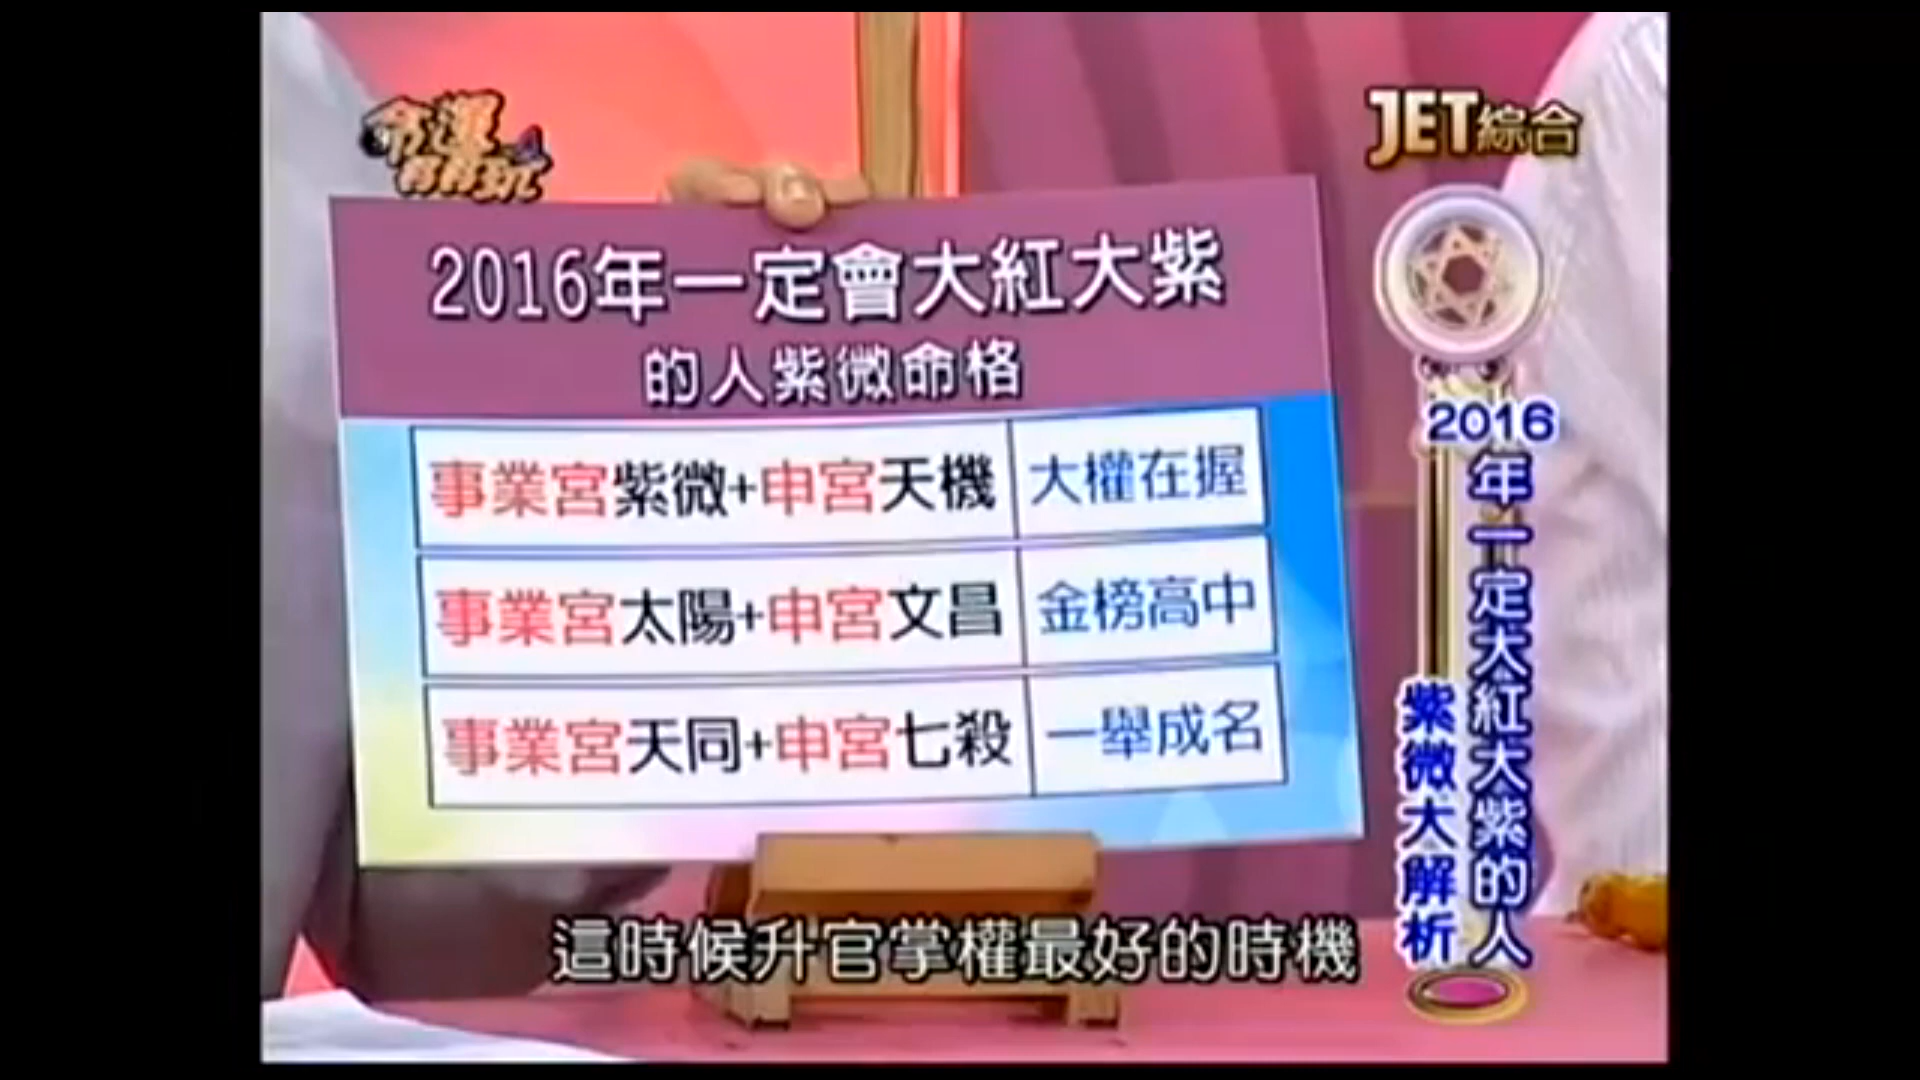 命運好好玩
JET綜合
2016年一定會大紅大紫
的人紫微命格
事業宮紫微+申宮天機 大權在握
事業宮太陽+申宮文昌 金榜高中
事業宮天同+申宮七殺 一舉成名
2016年一定大紅大紫的人
紫微大解析
這時候升官掌權最好的時機